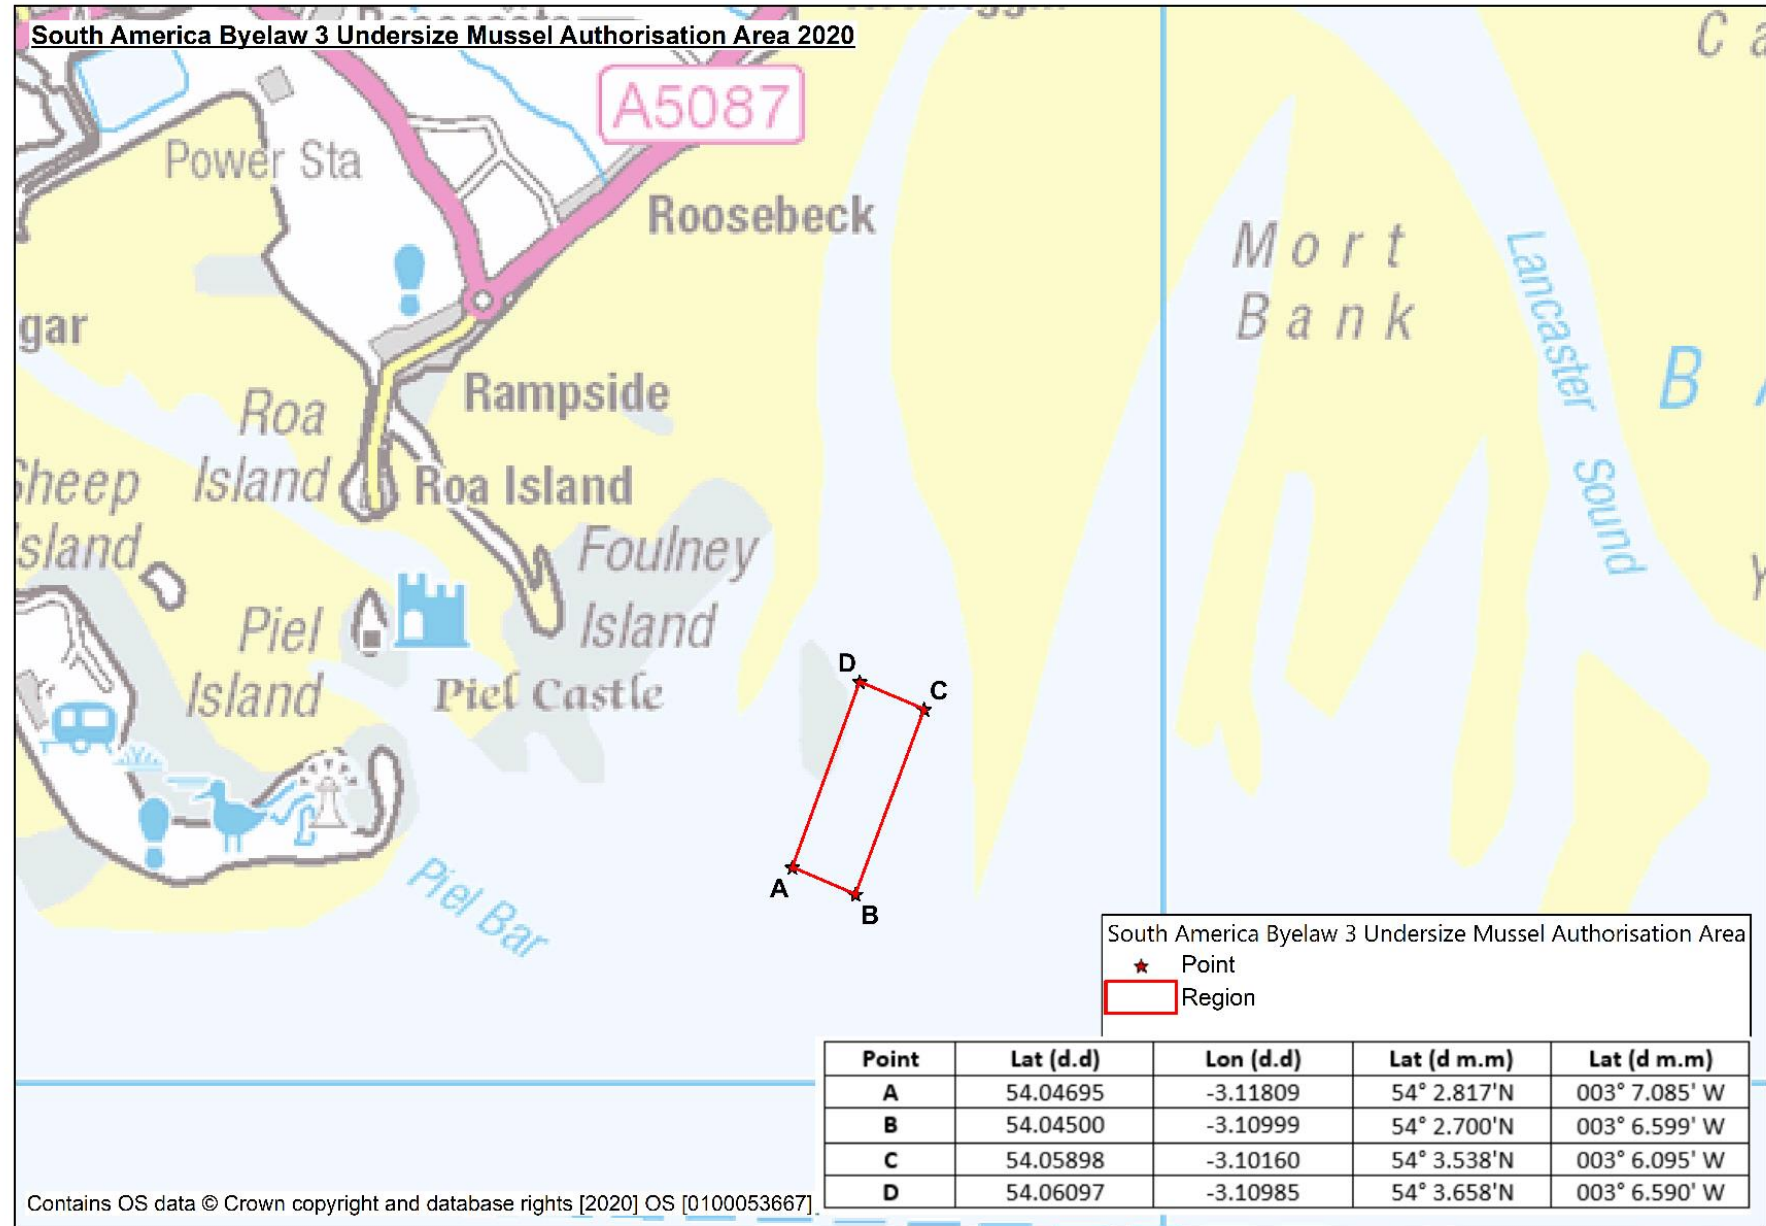 South America Byelaw 3 Undersize Mussel Authorisation Area 2020
A5087
Power Sta
Roosebeck
Mort
Bank
Lancaster Sound
gar
B
Rampside
Roa
Island
Roa Island
Sheep
Island
Foulney
Island
Piel
Island
Piel Castle
D
C
A
B
Piel Bar
South America Byelaw 3 Undersize Mussel Authorisation Area
Point
Region
Point Lat (d.d) Lon (d.d) Lat (d m.m) Lat (d m.m)
A 54.04695 -3.11809 54° 2.817'N 003° 7.085' W
B 54.04500 -3.10999 54° 2.700'N 003° 6.599' W
C 54.05898 -3.10160 54° 3.538'N 003° 6.095' W
D 54.06097 -3.10985 54° 3.658'N 003° 6.590' W
Contains OS data © Crown copyright and database rights [2020] OS [0100053667]